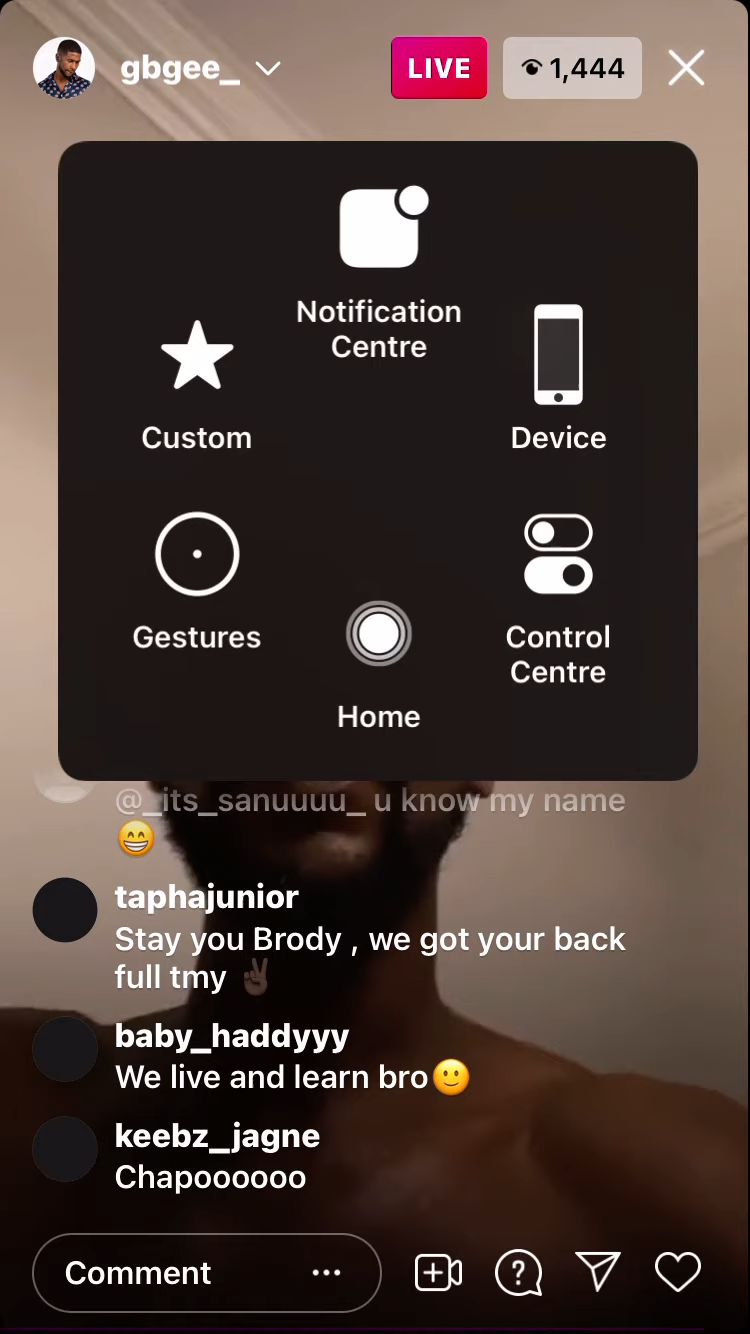 gbgee_
LIVE
1,444
Notification
Centre
Custom
Device
Gestures
Control
Centre
Home
@_its_sanuuuu_ u know my name
😁
taphajunior
Stay you Brody , we got your back
full tmy ✌🏿
baby_haddyyy
We live and learn bro🙂
keebz_jagne
Chapoooooo
Comment